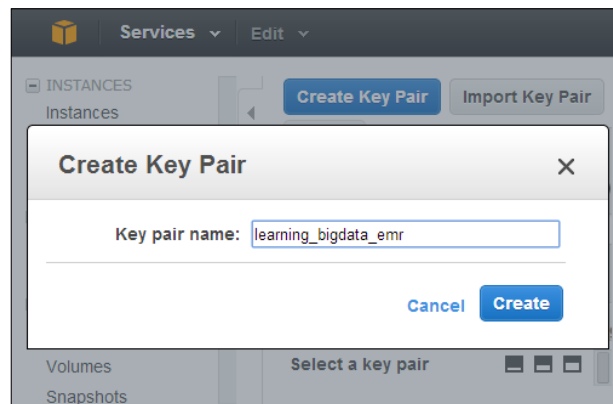 Services Edit
INSTANCES
Instances
Create Key Pair Import Key Pair
Create Key Pair
Key pair name: learning_bigdata_emr
Cancel Create
Volumes
Select a key pair
Snapshots